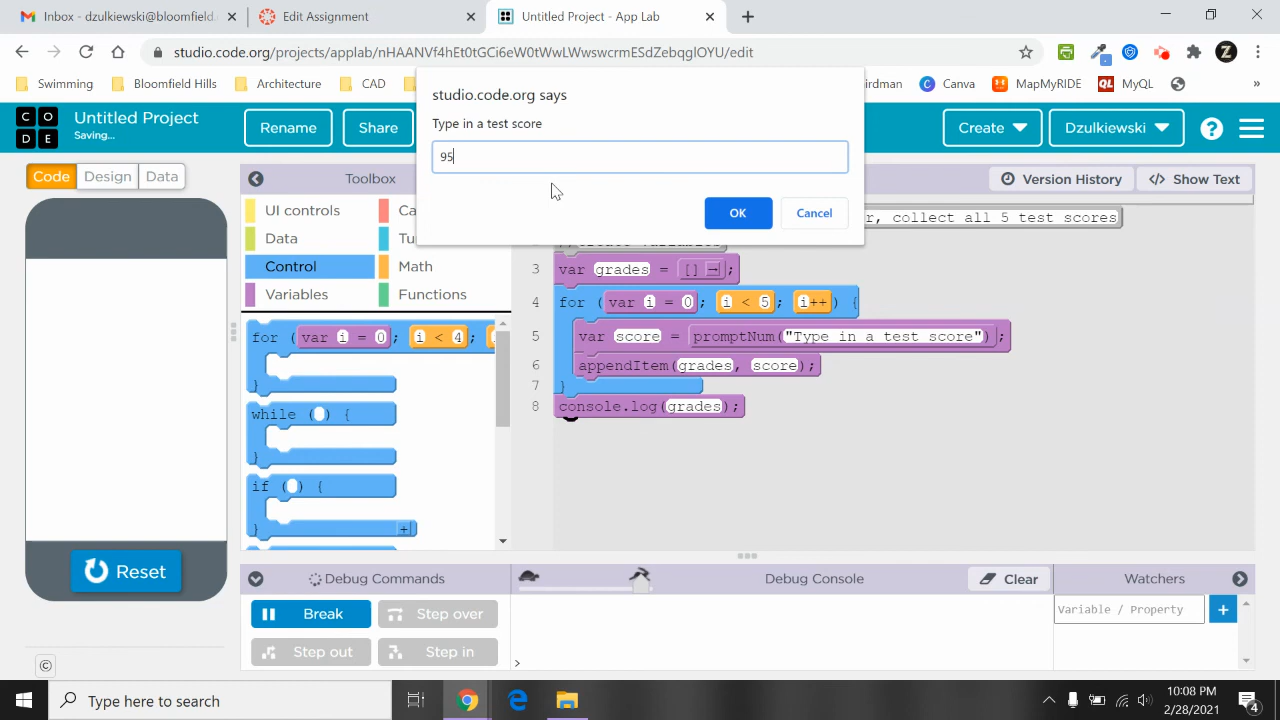 Inbox - dzulkiewski@bloomfield.
Edit Assignment
Untitled Project - App Lab
studio.code.org/projects/applab/nHAANVf4hEt0tGCi6eW0tWwLWwswcrmESdZebqglOYU/edit
Swimming
Bloomfield Hills
Architecture
CAD
irdman
Canva
MapMyRIDE
QL
MyQL
»
studio.code.org says
Type in a test score
95
OK
Cancel
CODE
Untitled Project
Saving...
Rename
Share
Create
Dzulkiewski
?
Code
Design
Data
Toolbox
Version History
</> Show Text
UI controls
Ca
Data
Tu
Control
Math
Variables
Functions
for (var i = 0; i < 4; i
}
while () {
}
if () {
}
r, collect all 5 test scores
3 var grades = [];
4 for (var i = 0; i < 5; i++) {
5 var score = promptNum("Type in a test score");
6 appendItem(grades, score);
7 }
8 console.log(grades);
Reset
©
Debug Commands
Debug Console
Clear
Watchers
Break
Step over
Step out
Step in
Variable / Property
+
>
Type here to search
10:08 PM
2/28/2021
4